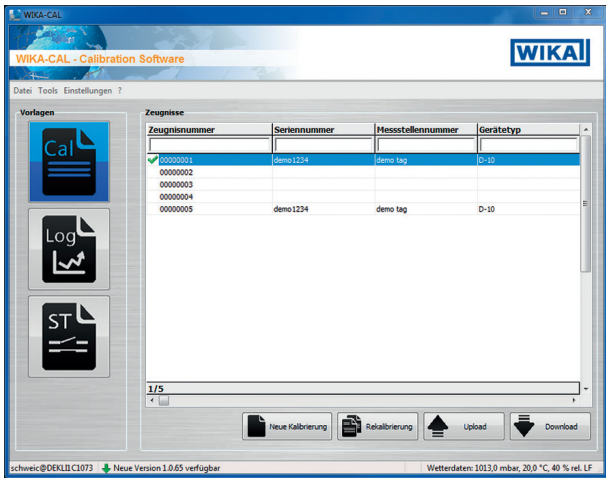 WIKA-CAL
WIKA-CAL - Calibration Software
WIKA
Datei Tools Einstellungen ?
Vorlagen
Zeugnisse
Cal
Log
ST
Zeugnisnummer Seriennummer Messstellennummer Gerätetyp
00000001 demo1234 demo tag D-10
00000002
00000003
00000004
00000005 demo1234 demo tag D-10
1/5
Neue Kalibrierung Rekalibrierung Upload Download
schweic@DEKLI1C1073 Neue Version 1.0.65 verfügbar Wetterdaten: 1013,0 mbar, 20,0 °C, 40 % rel. LF